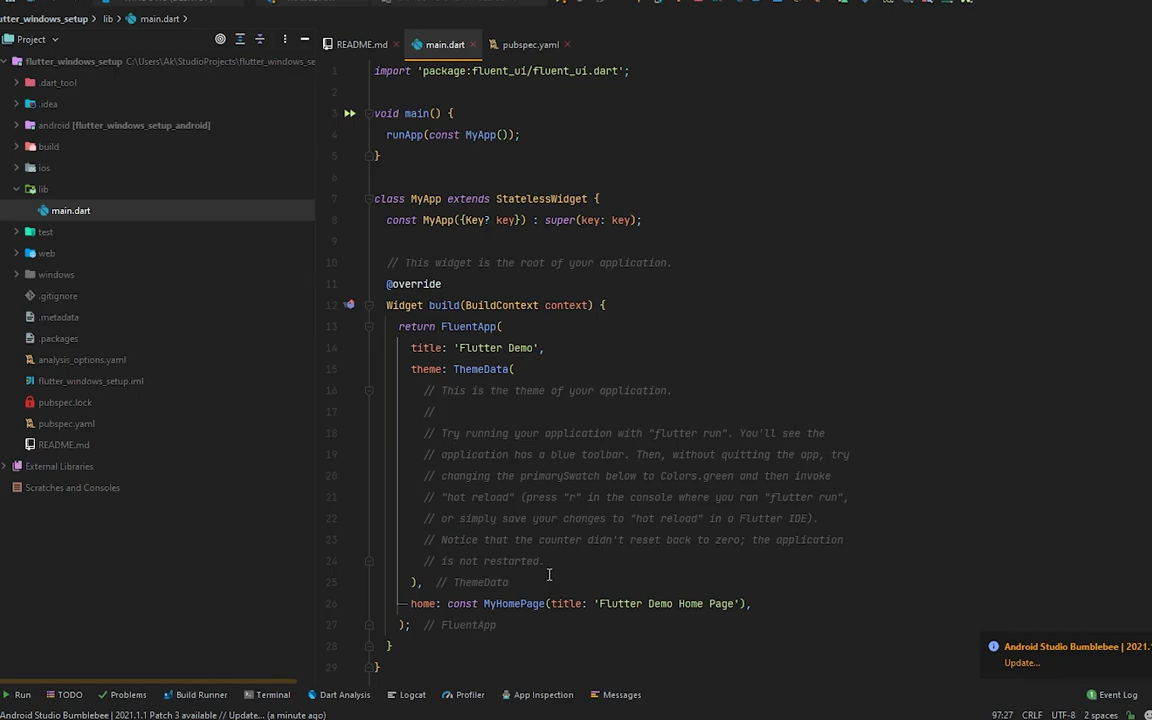 flutter_windows_setup lib main.dart
Project
README.md main.dart pubspec.yaml
flutter_windows_setup C:\Users\Ak\StudioProjects\flutter_windows_se
.dart_tool
.idea
android [flutter_windows_setup_android]
build
ios
lib
main.dart
test
web
windows
.gitignore
.metadata
.packages
analysis_options.yaml
flutter_windows_setup.iml
pubspec.lock
pubspec.yaml
README.md
External Libraries
Scratches and Consoles
1 import 'package:fluent_ui/fluent_ui.dart';
2
3 void main() {
4 runApp(const MyApp());
5 }
6
7 class MyApp extends StatelessWidget {
8 const MyApp({Key? key}) : super(key: key);
9
10 // This widget is the root of your application.
11 @override
12 Widget build(BuildContext context) {
13 return FluentApp(
14 title: 'Flutter Demo',
15 theme: ThemeData(
16 // This is the theme of your application.
17 //
18 // Try running your application with "flutter run". You'll see the
19 // application has a blue toolbar. Then, without quitting the app, try
20 // changing the primarySwatch below to Colors.green and then invoke
21 // "hot reload" (press "r" in the console where you ran "flutter run",
22 // or simply save your changes to "hot reload" in a Flutter IDE).
23 // Notice that the counter didn't reset back to zero; the application
24 // is not restarted.
25 ), // ThemeData
26 home: const MyHomePage(title: 'Flutter Demo Home Page'),
27 ); // FluentApp
28 }
29 }
Android Studio Bumblebee | 2021.1
Update...
Run TODO Problems Build Runner Terminal Dart Analysis Logcat Profiler App Inspection Messages Event Log
Android Studio Bumblebee | 2021.1.1 Patch 3 available // Update... (a minute ago) 97:27 CRLF UTF-8 2 spaces